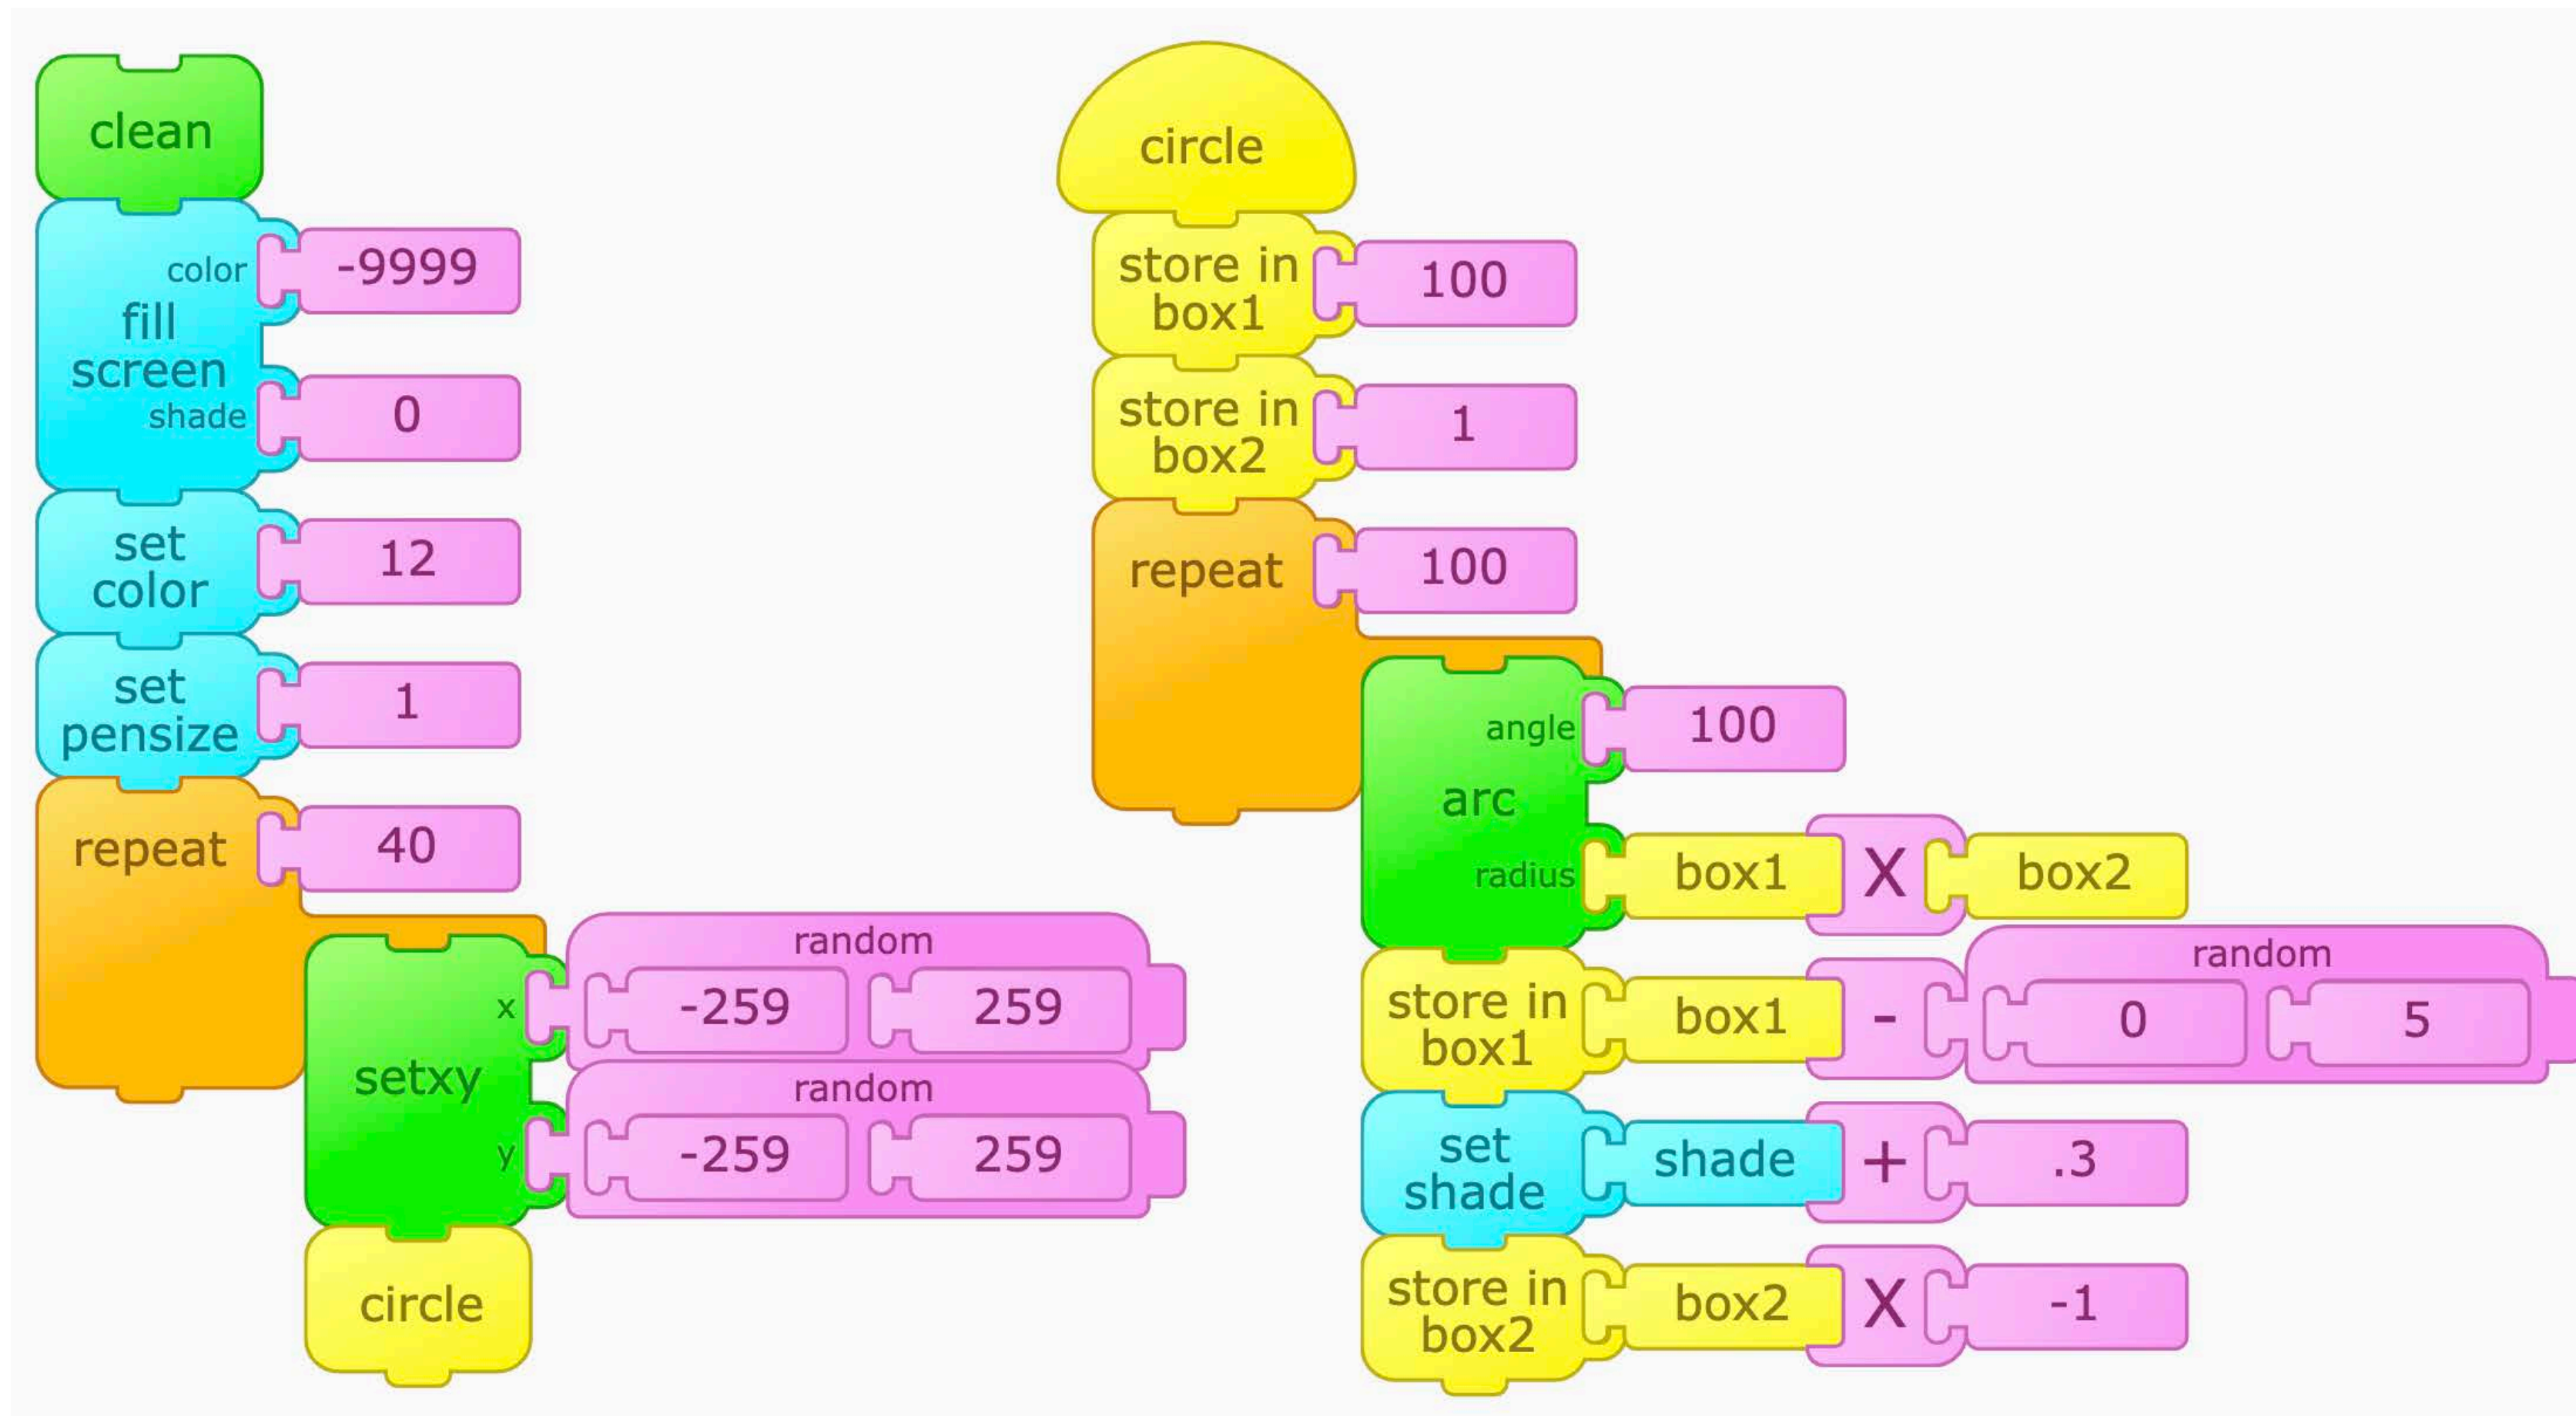 clean
color -9999
fill
screen
shade 0
set
color 12
set
pensize 1
repeat 40
random
x -259 259
setxy
random
y -259 259
circle
circle
store in
box1 100
store in
box2 1
repeat 100
angle 100
arc
radius box1 X box2
random
store in
box1 box1 - 0 5
set
shade shade + .3
store in
box2 box2 X -1